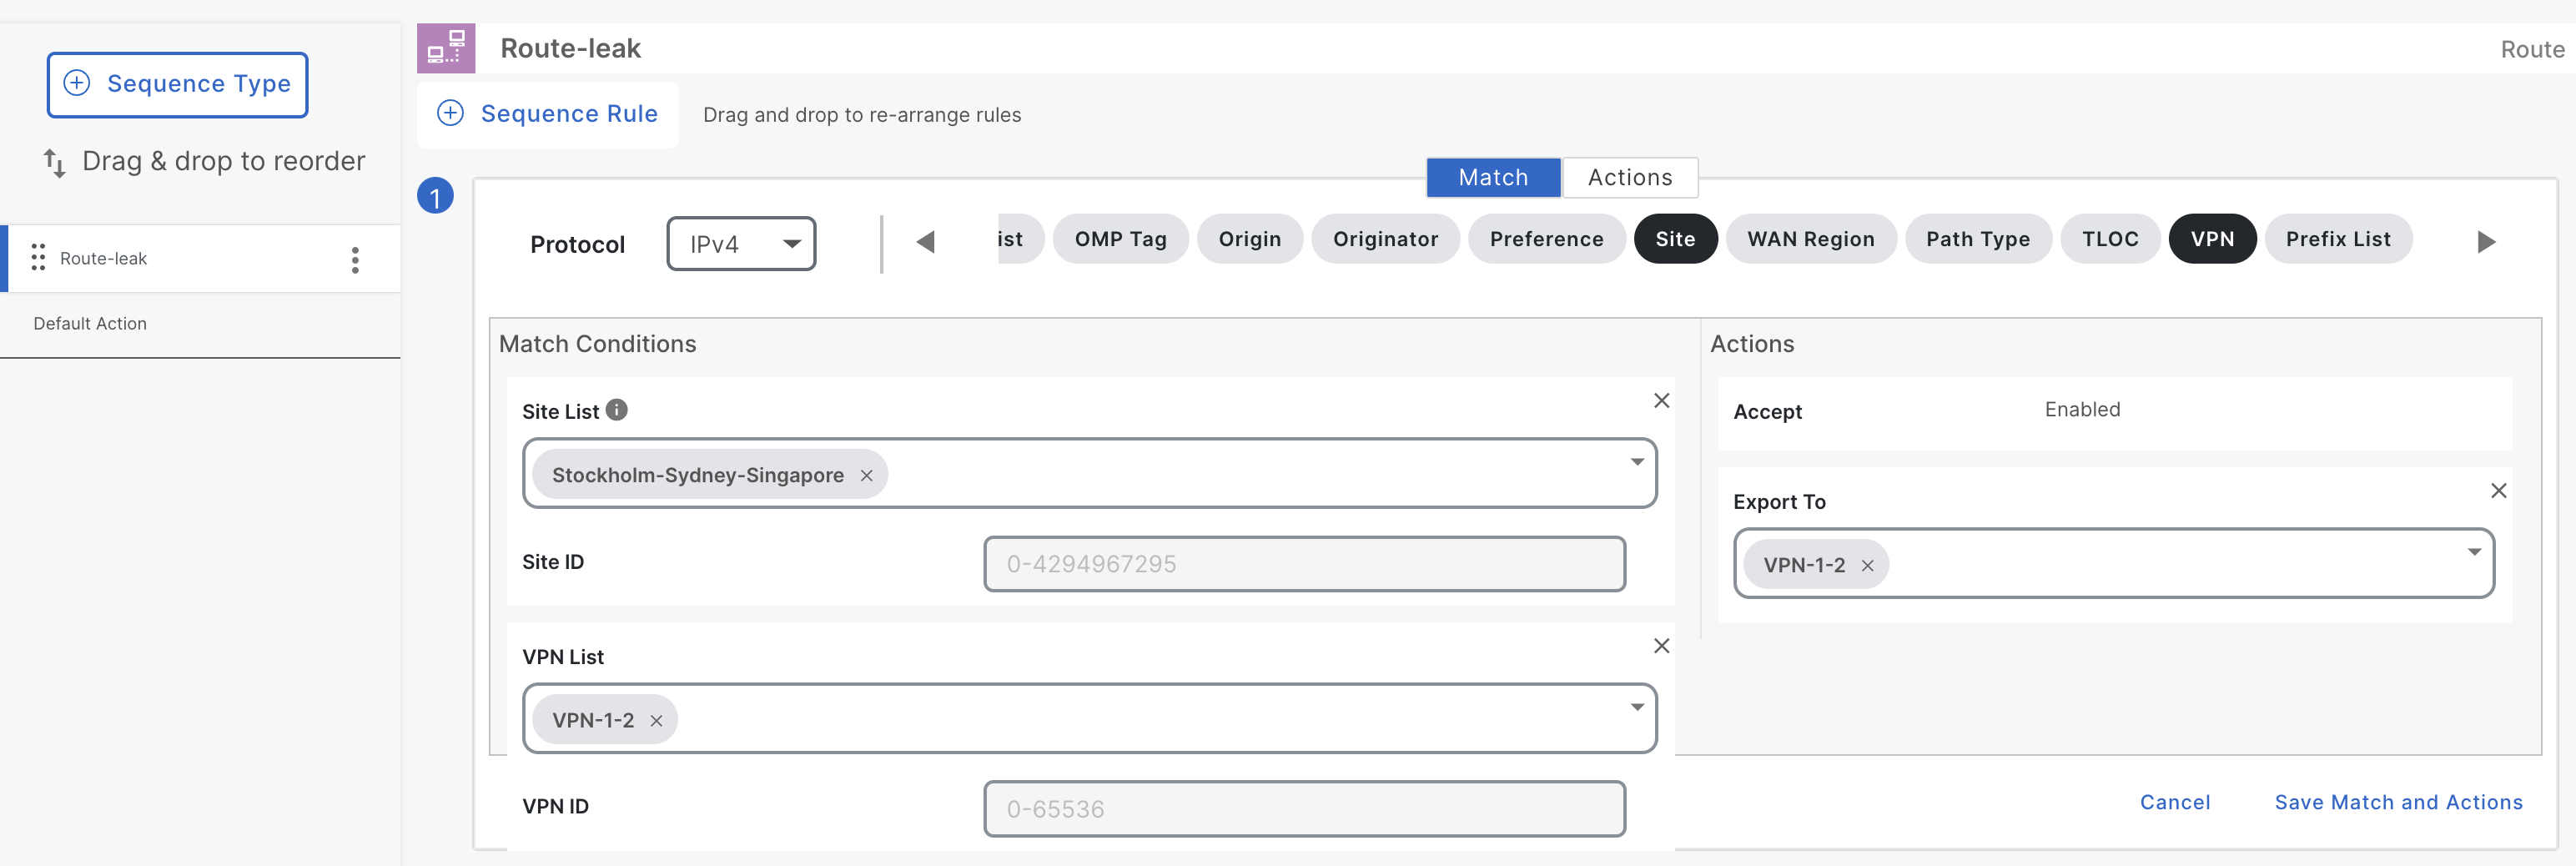 Sequence Type
Drag & drop to reorder
Route-leak
Default Action
Route-leak
Route
Sequence Rule
Drag and drop to re-arrange rules
1
Match
Actions
Protocol
IPv4
ist
OMP Tag
Origin
Originator
Preference
Site
WAN Region
Path Type
TLOC
VPN
Prefix List
Match Conditions
Site List
Stockholm-Sydney-Singapore
Site ID
0-4294967295
VPN List
VPN-1-2
VPN ID
0-65536
Actions
Accept
Enabled
Export To
VPN-1-2
Cancel
Save Match and Actions